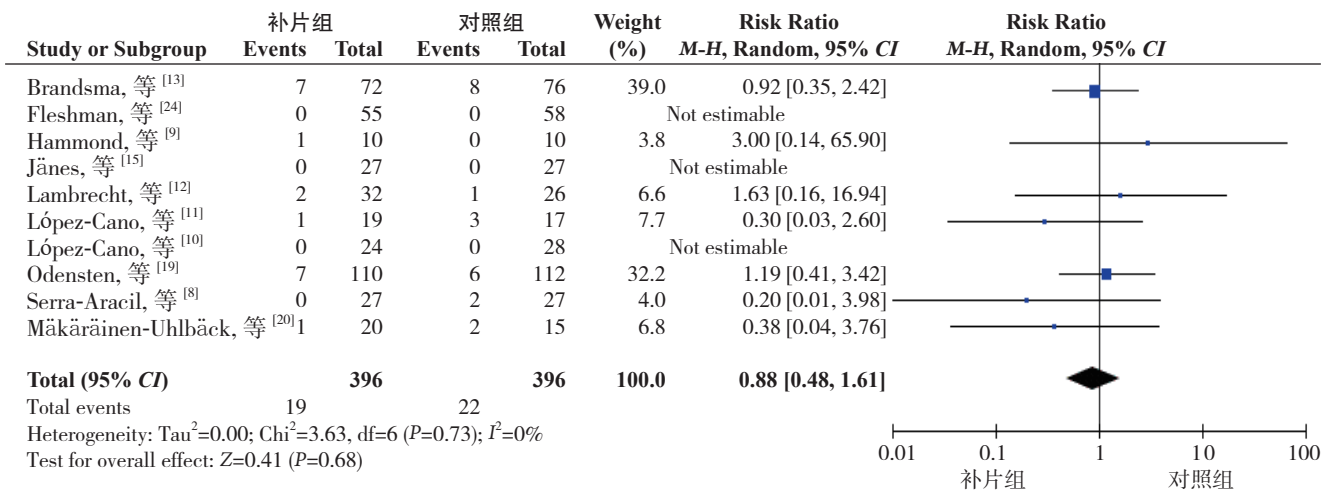 补片组 对照组 Weight Risk Ratio Risk Ratio
Study or Subgroup Events Total Events Total (%) M-H, Random, 95% CI M-H, Random, 95% CI
Brandsma, 等 [13] 7 72 8 76 39.0 0.92 [0.35, 2.42]
Fleshman, 等 [24] 0 55 0 58 Not estimable
Hammond, 等 [9] 1 10 0 10 3.8 3.00 [0.14, 65.90]
Jänes, 等 [15] 0 27 0 27 Not estimable
Lambrecht, 等 [12] 2 32 1 26 6.6 1.63 [0.16, 16.94]
López-Cano, 等 [11] 1 19 3 17 7.7 0.30 [0.03, 2.60]
López-Cano, 等 [10] 0 24 0 28 Not estimable
Odensten, 等 [19] 7 110 6 112 32.2 1.19 [0.41, 3.42]
Serra-Aracil, 等 [8] 0 27 2 27 4.0 0.20 [0.01, 3.98]
Mäkäräinen-Uhlbäck, 等 [20] 1 20 2 15 6.8 0.38 [0.04, 3.76]
Total (95% CI) 396 396 100.0 0.88 [0.48, 1.61]
Total events 19 22
Heterogeneity: Tau²=0.00; Chi²=3.63, df=6 (P=0.73); I²=0%
Test for overall effect: Z=0.41 (P=0.68)
0.01 0.1 1 10 100
补片组 对照组